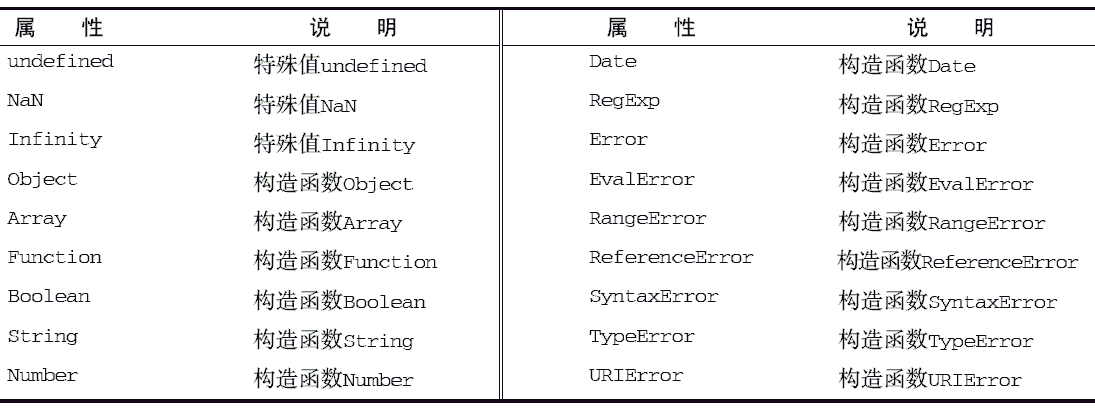 属 性 说 明 属 性 说 明
undefined 特殊值undefined Date 构造函数Date
NaN 特殊值NaN RegExp 构造函数RegExp
Infinity 特殊值Infinity Error 构造函数Error
Object 构造函数Object EvalError 构造函数EvalError
Array 构造函数Array RangeError 构造函数RangeError
Function 构造函数Function ReferenceError 构造函数ReferenceError
Boolean 构造函数Boolean SyntaxError 构造函数SyntaxError
String 构造函数String TypeError 构造函数TypeError
Number 构造函数Number URIError 构造函数URIError